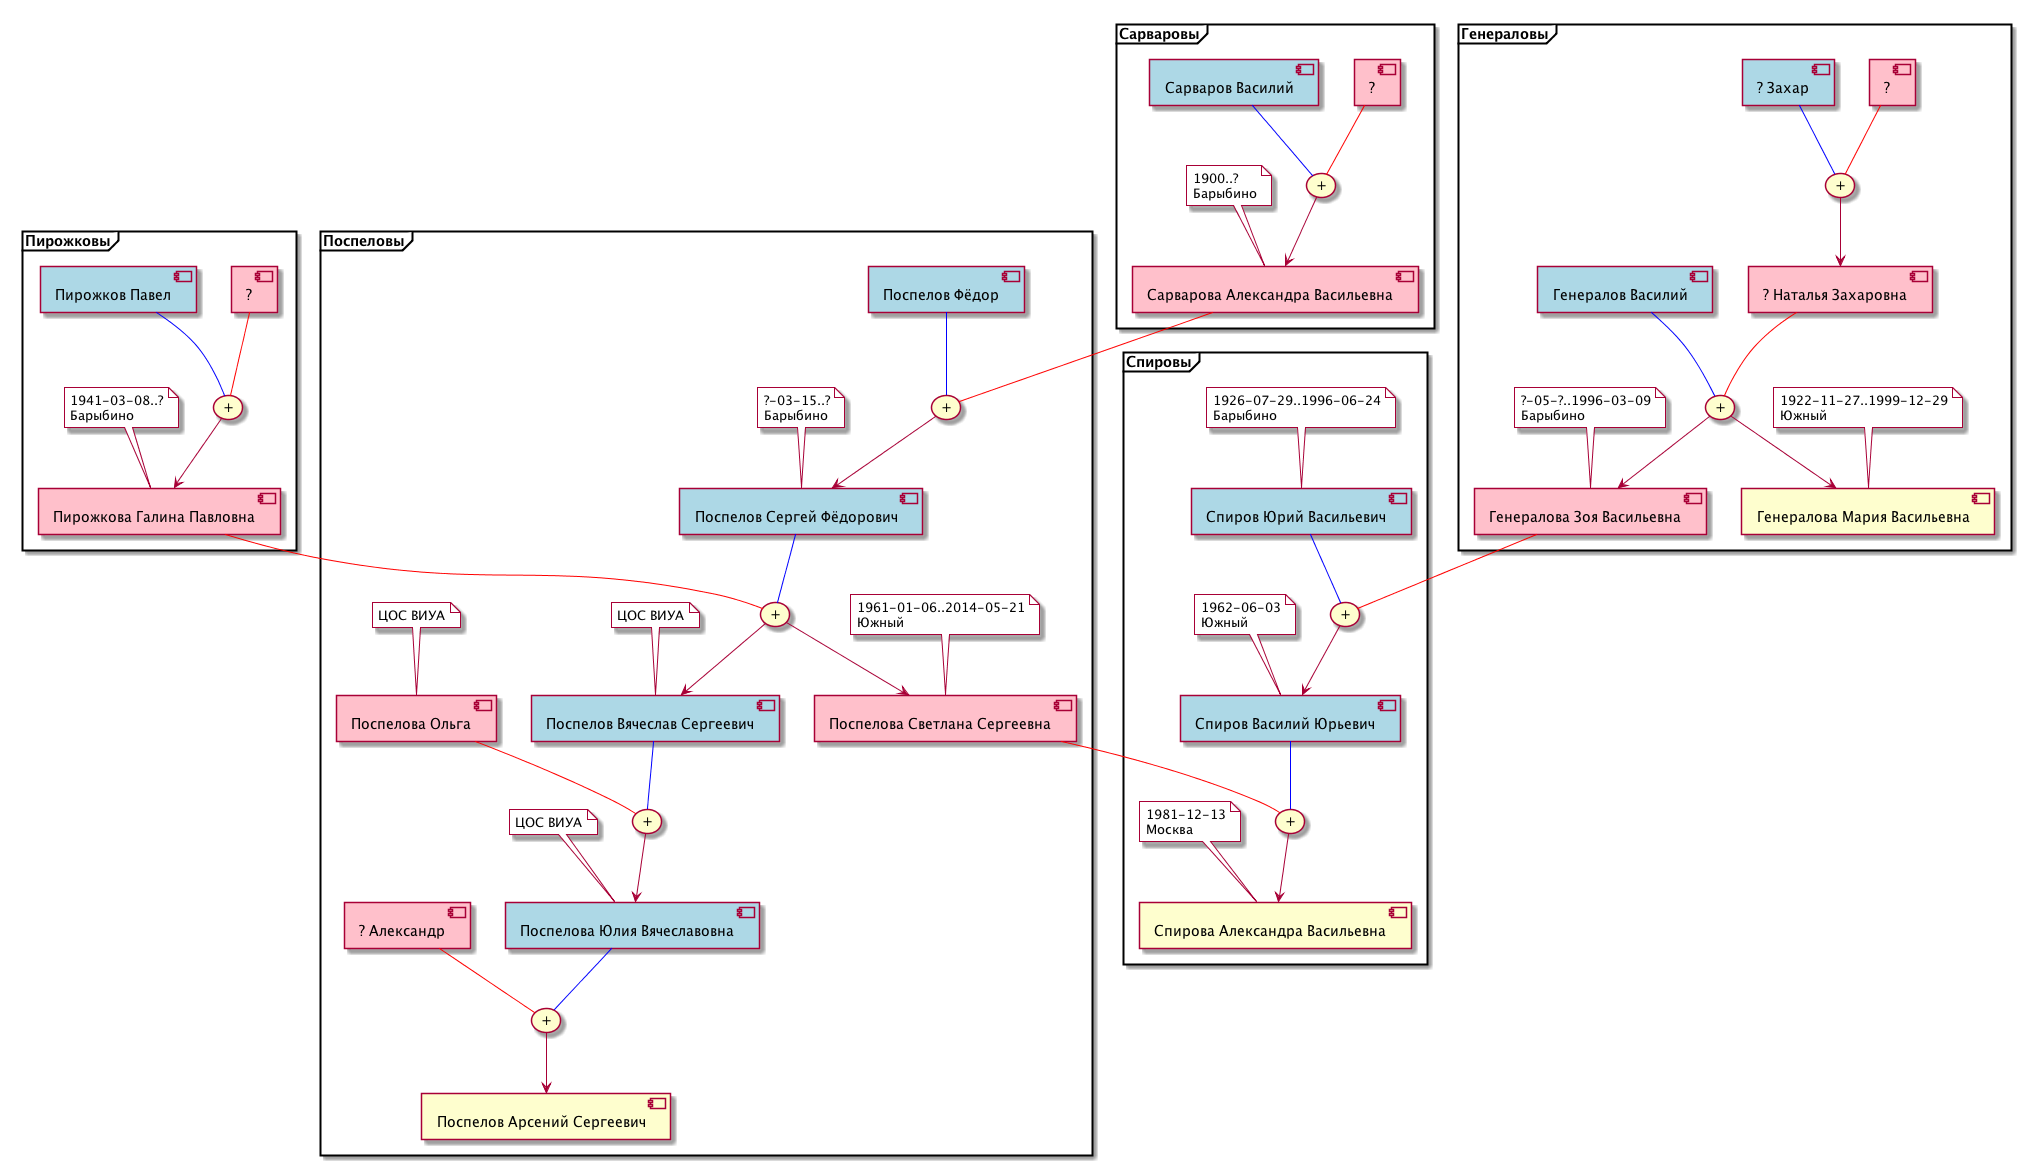 Сарваровы
Сарваров Василий
?
1900..?
Барыбино
+
Сарварова Александра Васильевна
Генераловы
? Захар
?
+
Генералов Василий
? Наталья Захаровна
+
?-05-?..1996-03-09
Барыбино
1922-11-27..1999-12-29
Южный
Генералова Зоя Васильевна
Генералова Мария Васильевна
Пирожковы
Пирожков Павел
?
+
1941-03-08..?
Барыбино
Пирожкова Галина Павловна
Поспеловы
Поспелов Фёдор
+
?-03-15..?
Барыбино
Поспелов Сергей Фёдорович
+
ЦОС ВИУА
ЦОС ВИУА
1961-01-06..2014-05-21
Южный
Поспелова Ольга
Поспелов Вячеслав Сергеевич
Поспелова Светлана Сергеевна
+
ЦОС ВИУА
? Александр
Поспелова Юлия Вячеславовна
+
Поспелов Арсений Сергеевич
Спировы
1926-07-29..1996-06-24
Барыбино
Спиров Юрий Васильевич
+
1962-06-03
Южный
Спиров Василий Юрьевич
+
1981-12-13
Москва
Спирова Александра Васильевна